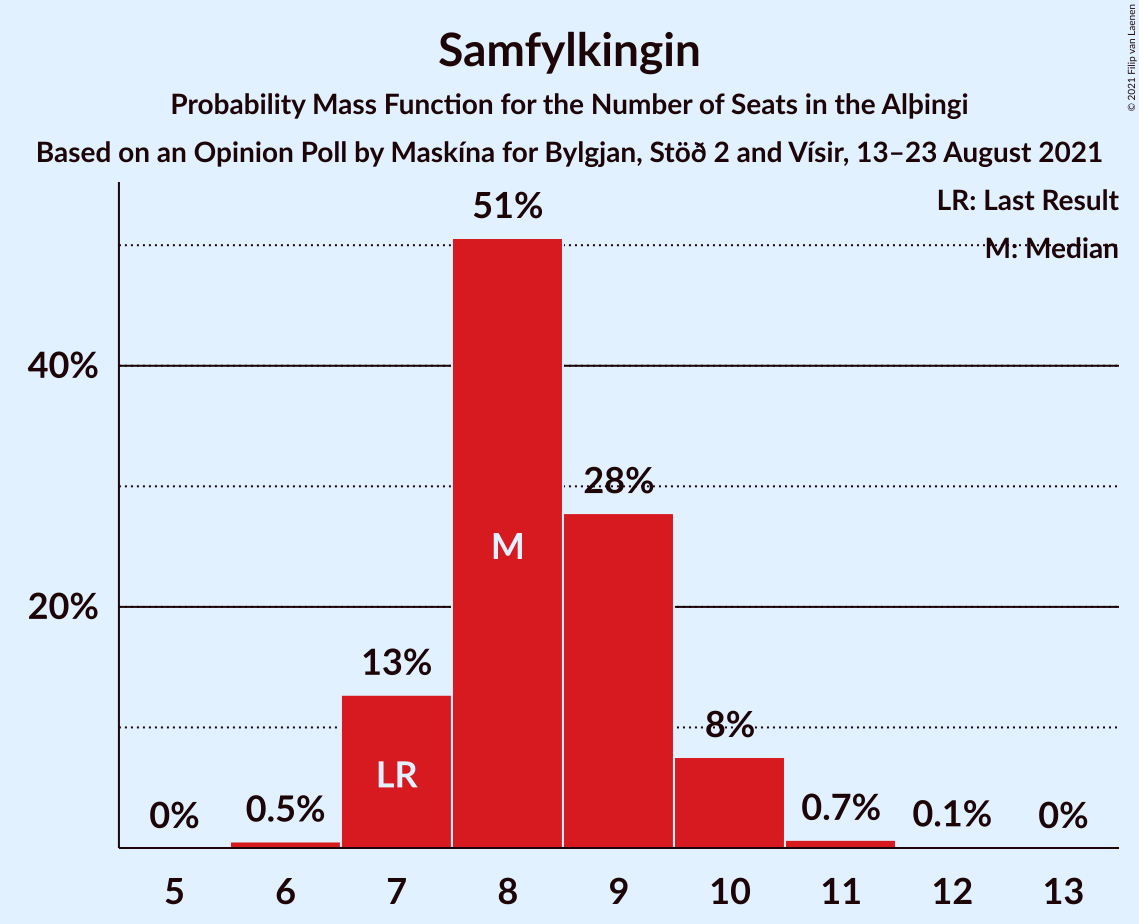 Samfylkingin
Probability Mass Function for the Number of Seats in the Alþingi
Based on an Opinion Poll by Maskína for Bylgjan, Stöð 2 and Vísir, 13–23 August 2021
© 2021 Filip van Laenen
LR: Last Result
M: Median
51%
40%
28%
M
20%
13%
8%
LR
0%
0.5%
0.7%
0.1%
0%
5 6 7 8 9 10 11 12 13